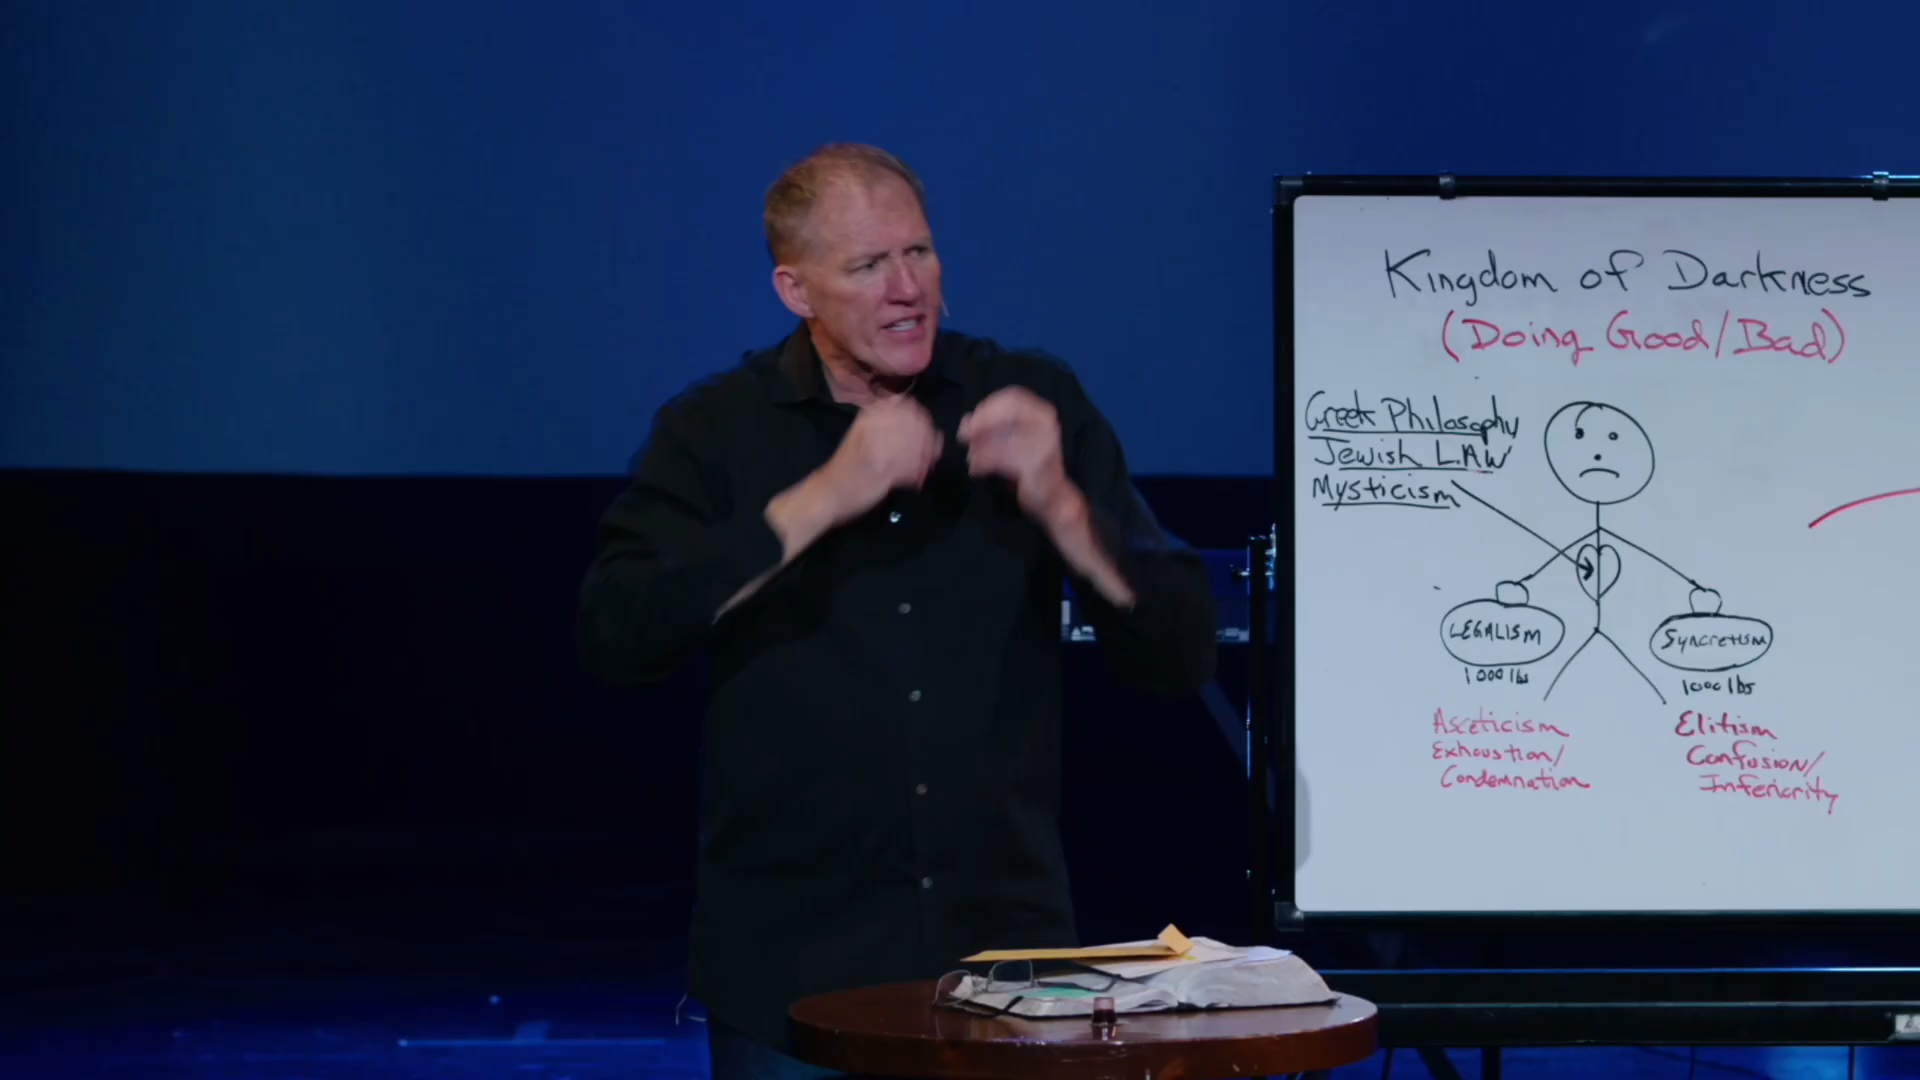 Kingdom of Darkness
(Doing Good/Bad)
Greek Philosophy
Jewish LAW
Mysticism
LEGALISM
1000 lbs
Syncretism
1000 lbs
Asceticism
Exhaustion/
Condemnation
Elitism
Confusion/
Inferiority